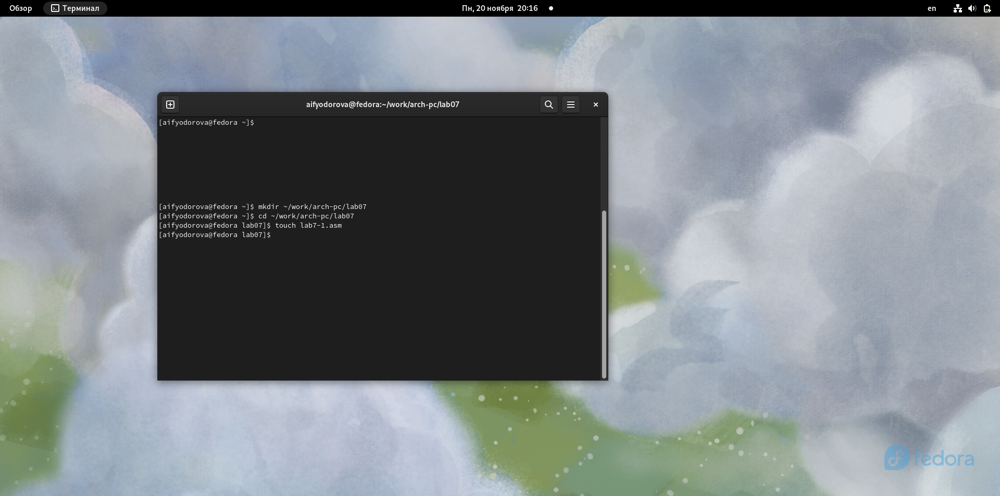 Обзор
Терминал
Пн, 20 ноября 20:16
en
aifyodorova@fedora:~/work/arch-pc/lab07
[aifyodorova@fedora ~]$
[aifyodorova@fedora ~]$ mkdir ~/work/arch-pc/lab07
[aifyodorova@fedora ~]$ cd ~/work/arch-pc/lab07
[aifyodorova@fedora lab07]$ touch lab7-1.asm
[aifyodorova@fedora lab07]$
fedora